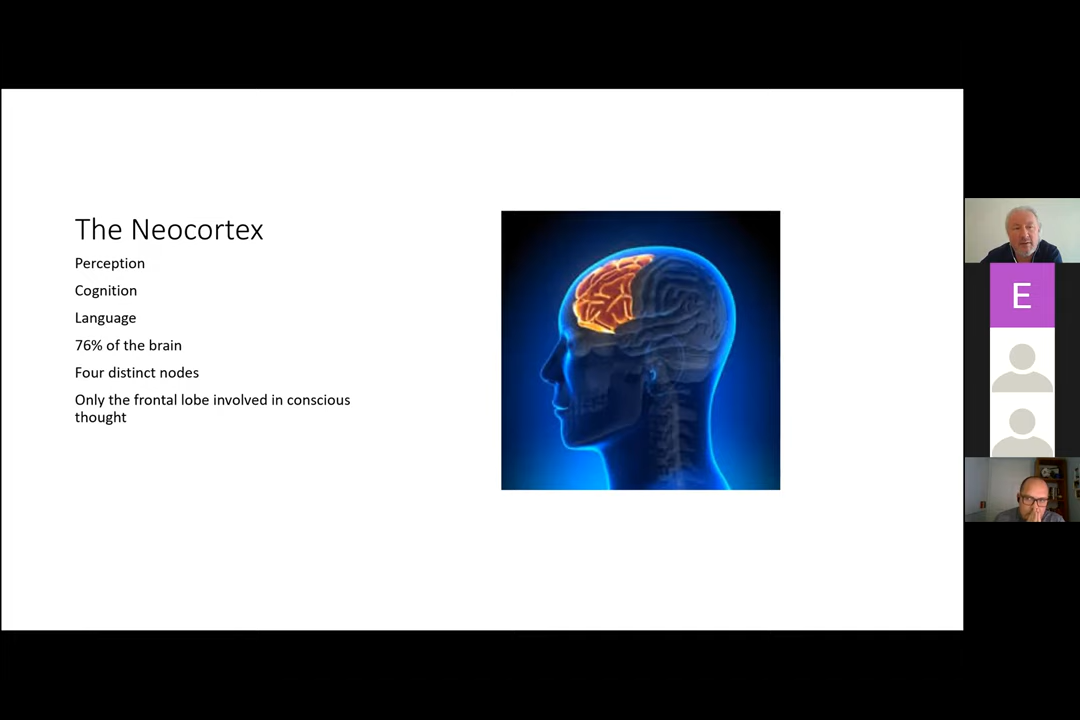 The Neocortex
Perception
Cognition
Language
76% of the brain
Four distinct nodes
Only the frontal lobe involved in conscious
thought
E